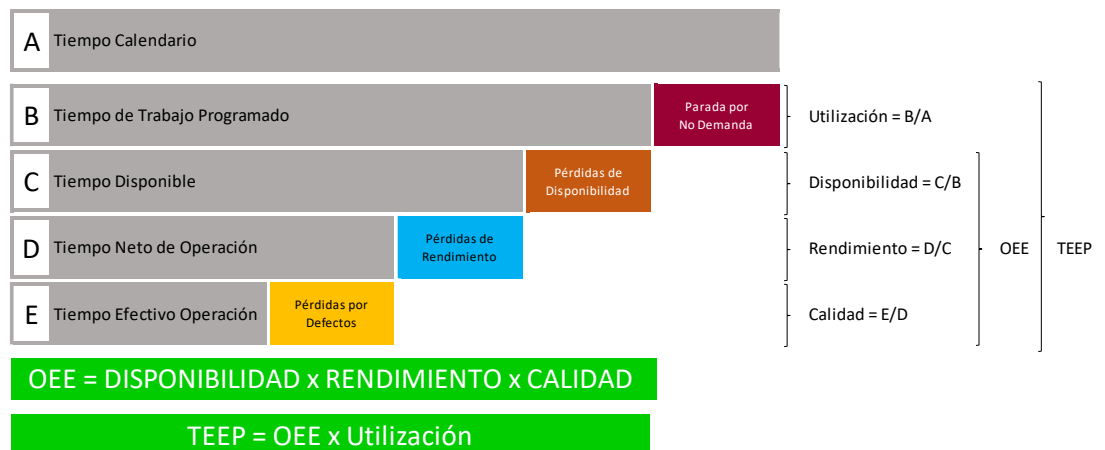 A
Tiempo Calendario
B
Tiempo de Trabajo Programado
Parada por
No Demanda
Utilización = B/A
C
Tiempo Disponible
Pérdidas de
Disponibilidad
Disponibilidad = C/B
D
Tiempo Neto de Operación
Pérdidas de
Rendimiento
Rendimiento = D/C
OEE
TEEP
E
Tiempo Efectivo Operación
Pérdidas por
Defectos
Calidad = E/D
OEE = DISPONIBILIDAD x RENDIMIENTO x CALIDAD
TEEP = OEE x Utilización